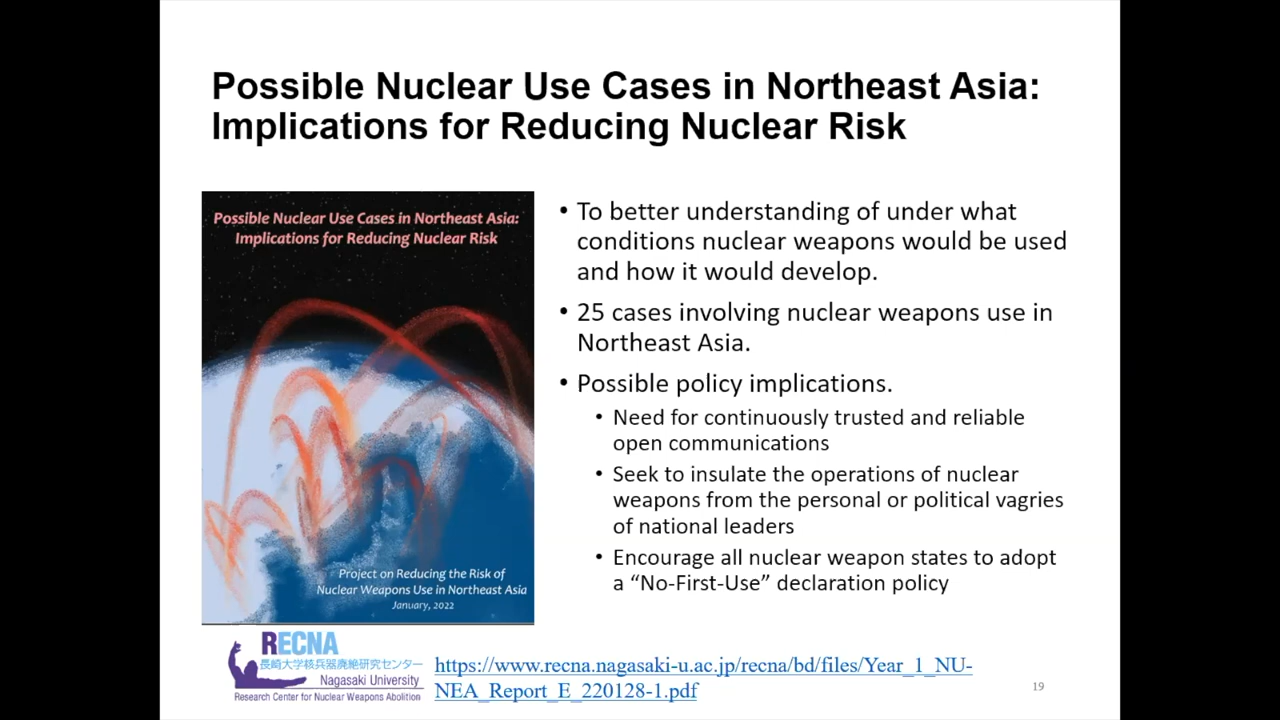 Possible Nuclear Use Cases in Northeast Asia:
Implications for Reducing Nuclear Risk
Possible Nuclear Use Cases in Northeast Asia:
Implications for Reducing Nuclear Risk
Project on Reducing the Risk of
Nuclear Weapons Use in Northeast Asia
January, 2022
• To better understanding of under what
conditions nuclear weapons would be used
and how it would develop.
• 25 cases involving nuclear weapons use in
Northeast Asia.
• Possible policy implications.
• Need for continuously trusted and reliable
open communications
• Seek to insulate the operations of nuclear
weapons from the personal or political vagries
of national leaders
• Encourage all nuclear weapon states to adopt
a “No-First-Use” declaration policy
RECNA
長崎大学核兵器廃絶研究センター
Nagasaki University
Research Center for Nuclear Weapons Abolition
https://www.recna.nagasaki-u.ac.jp/recna/bd/files/Year_1_NU-
NEA_Report_E_220128-1.pdf
19